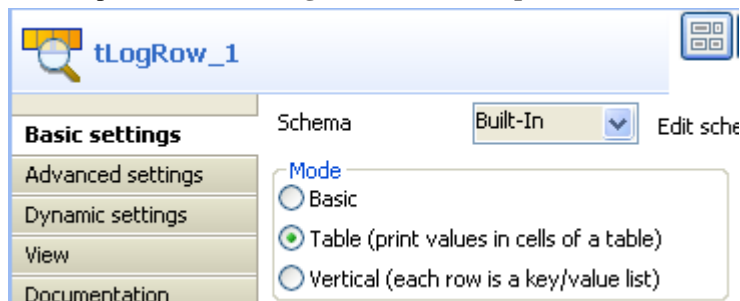 tLogRow_1
Basic settings
Advanced settings
Dynamic settings
View
Documentation
Schema
Built-In
Edit sche
Mode
Basic
Table (print values in cells of a table)
Vertical (each row is a key/value list)